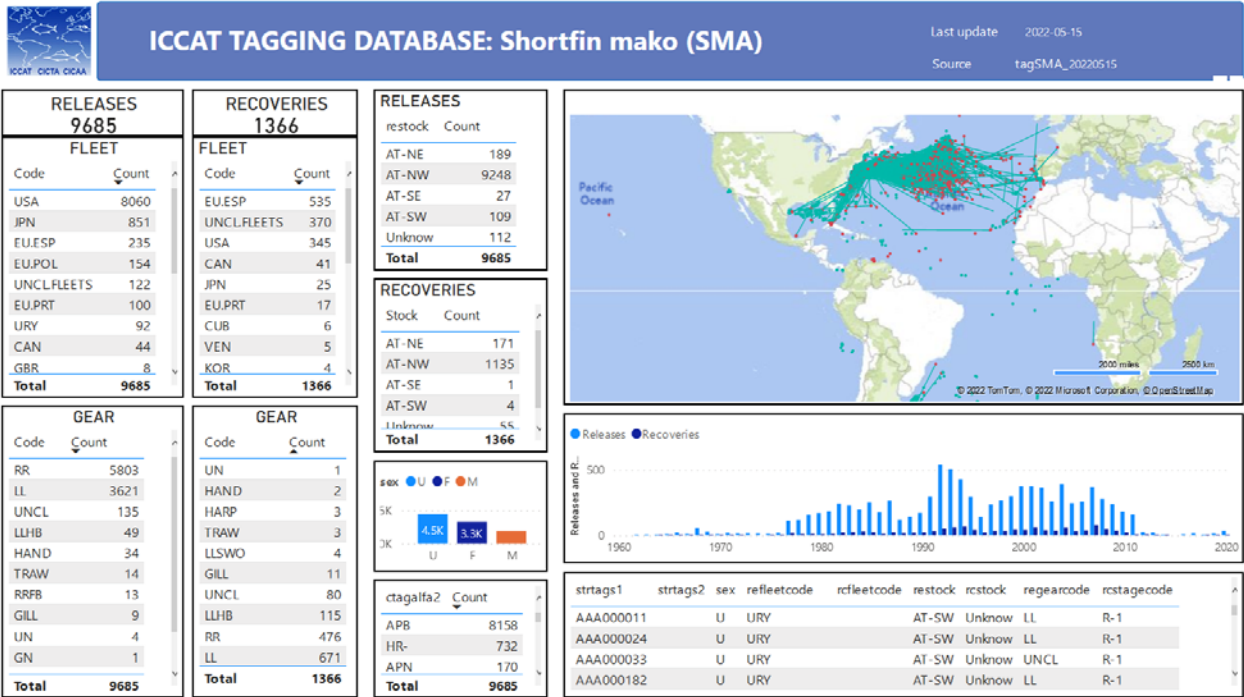 ICCAT CICTA CICAA
ICCAT TAGGING DATABASE: Shortfin mako (SMA)
Last update 2022-05-15
Source tagSMA_20220515
RELEASES
9685
FLEET
Code Count
USA 8060
JPN 851
EU.ESP 235
EU.POL 154
UNCLFLEETS 122
EU.PRT 100
URY 92
CAN 44
GBR 8
Total 9685
RECOVERIES
1366
FLEET
Code Count
EU.ESP 535
UNCLFLEETS 370
USA 345
CAN 41
JPN 25
EU.PRT 17
CUB 6
VEN 5
KOR 4
Total 1366
GEAR
Code Count
RR 5803
LL 3621
UNCL 135
LLHB 49
HAND 34
TRAW 14
RRFB 13
GILL 9
UN 4
GN 1
Total 9685
GEAR
Code Count
UN 1
HAND 2
HARP 3
TRAW 3
LLSWO 4
GILL 11
UNCL 80
LLHB 115
RR 476
LL 671
Total 1366
RELEASES
restock Count
AT-NE 189
AT-NW 9248
AT-SE 27
AT-SW 109
Unknow 112
Total 9685
RECOVERIES
Stock Count
AT-NE 171
AT-NW 1135
AT-SE 1
AT-SW 4
Unknow 55
Total 1366
sex U F M
5K
0K
4.5K 3.3K
U F M
ctagalfa2 Count
APB 8158
HR- 732
APN 170
Total 9685
Pacific
Ocean
Ocean
2000 miles 2500 km
© 2022 TomTom, © 2022 Microsoft Corporation, © OpenStreetMap
Releases Recoveries
Releases and R...
500
0
1960 1970 1980 1990 2000 2010 2020
strtags1 strtags2 sex refleetcode rcfleetcode restock rcstock regearcode rcstagecode
AAA000011 U URY AT-SW Unknow LL R-1
AAA000024 U URY AT-SW Unknow LL R-1
AAA000033 U URY AT-SW Unknow UNCL R-1
AAA000182 U URY AT-SW Unknow LL R-1